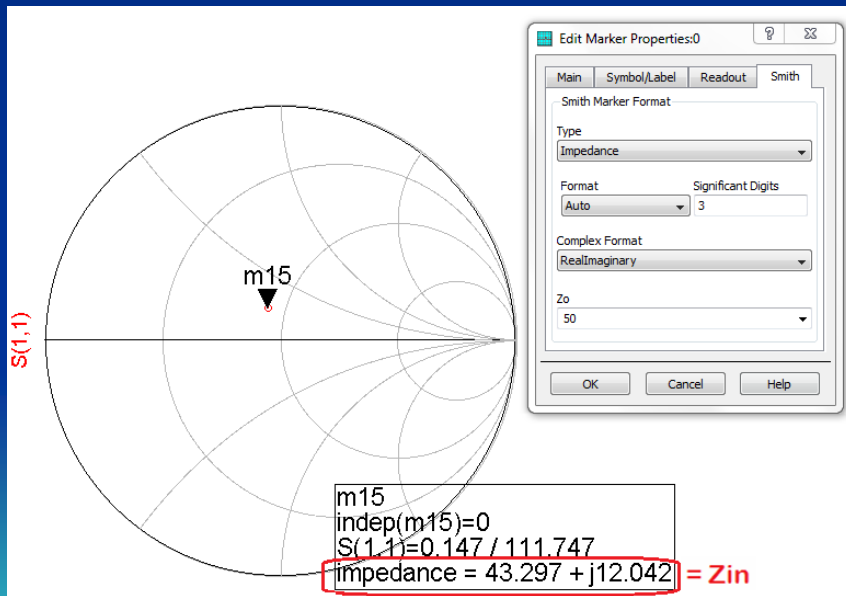 Edit Marker Properties:0
Main Symbol/Label Readout Smith
Smith Marker Format
Type
Impedance
Format Significant Digits
Auto 3
Complex Format
RealImaginary
Zo
50
OK Cancel Help
m15
S(1,1)
m15
indep(m15)=0
S(1,1)=0.147 / 111.747
impedance = 43.297 + j12.042 = Zin